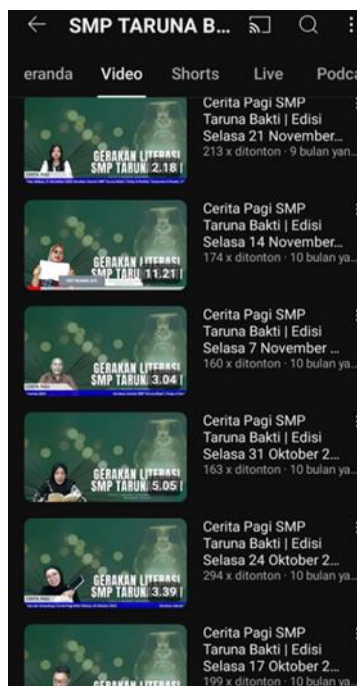 SMP TARUNA B...
eranda Video Shorts Live Podca
Cerita Pagi SMP
Taruna Bakti | Edisi
Selasa 21 November...
213 x ditonton · 9 bulan yan...
GERAKAN LITERASI
SMP TARUN
2.18
Cerita Pagi SMP
Taruna Bakti | Edisi
Selasa 14 November...
174 x ditonton · 10 bulan ya...
GERAKAN LITERASI
SMP TARU
11.21
Cerita Pagi SMP
Taruna Bakti | Edisi
Selasa 7 November ...
160 x ditonton · 10 bulan ya...
GERAKAN LITERASI
SMP TARUN
3.04
Cerita Pagi SMP
Taruna Bakti | Edisi
Selasa 31 Oktober 2...
163 x ditonton · 10 bulan ya...
GERAKAN LITERASI
SMP TARUN
5.05
Cerita Pagi SMP
Taruna Bakti | Edisi
Selasa 24 Oktober 2...
294 x ditonton · 10 bulan ya...
GERAKAN LITERASI
SMP TARUN
3.39
Cerita Pagi SMP
Taruna Bakti | Edisi
Selasa 17 Oktober 2...
199 x ditonton · 10 bulan ya...
GERAKAN LITERASI